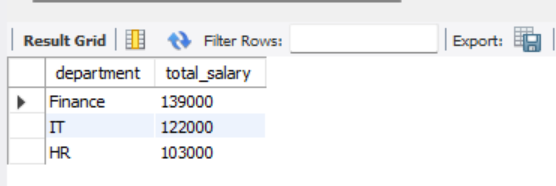 Result Grid Filter Rows: Export:
department total_salary
Finance 139000
IT 122000
HR 103000